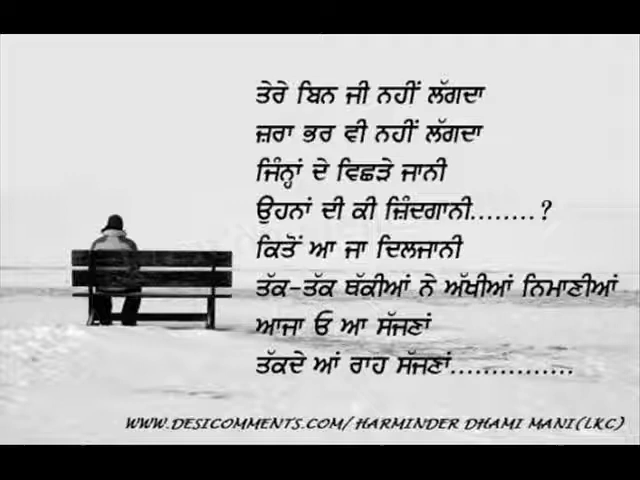 ਤੇਰੇ ਬਿਨ ਜੀ ਨਹੀਂ ਲੱਗਦਾ
ਜ਼ਰਾ ਭਰ ਵੀ ਨਹੀਂ ਲੱਗਦਾ
ਜਿੰਨ੍ਹਾਂ ਦੇ ਵਿਛੜੇ ਜਾਨੀ
ਉਹਨਾਂ ਦੀ ਕੀ ਜ਼ਿੰਦਗਾਨੀ........?
ਕਿਤੋਂ ਆ ਜਾ ਦਿਲਜਾਨੀ
ਤੱਕ-ਤੱਕ ਥੱਕੀਆਂ ਨੇ ਅੱਖੀਆਂ ਨਿਮਾਣੀਆਂ
ਆਜਾ ਓ ਆ ਸੱਜਣਾਂ
ਤੱਕਦੇ ਆਂ ਰਾਹ ਸੱਜਣਾਂ...............
WWW.DESICOMMENTS.COM/ HARMINDER DHAMI MANI(LKC)